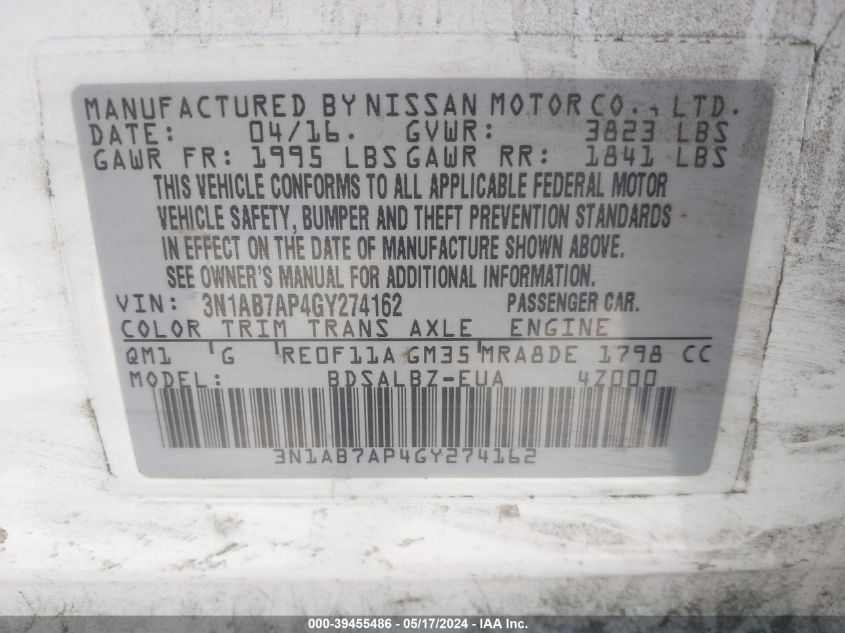 MANUFACTURED BY NISSAN MOTOR CO., LTD.
DATE: 04/16. GVWR: 3823 LBS
GAWR FR: 1995 LBS GAWR RR: 1841 LBS
THIS VEHICLE CONFORMS TO ALL APPLICABLE FEDERAL MOTOR
VEHICLE SAFETY, BUMPER AND THEFT PREVENTION STANDARDS
IN EFFECT ON THE DATE OF MANUFACTURE SHOWN ABOVE.
SEE OWNER'S MANUAL FOR ADDITIONAL INFORMATION.
VIN: 3N1AB7AP4GY274162 PASSENGER CAR.
COLOR TRIM TRANS AXLE ENGINE
QM1 'G 'RE0F11A GM35 'MRA8DE 1798 CC
MODEL: BDSALBZ-EUA 4Z000
3N1AB7AP4GY274162
000-39455486 - 05/17/2024 - IAAI.COM.